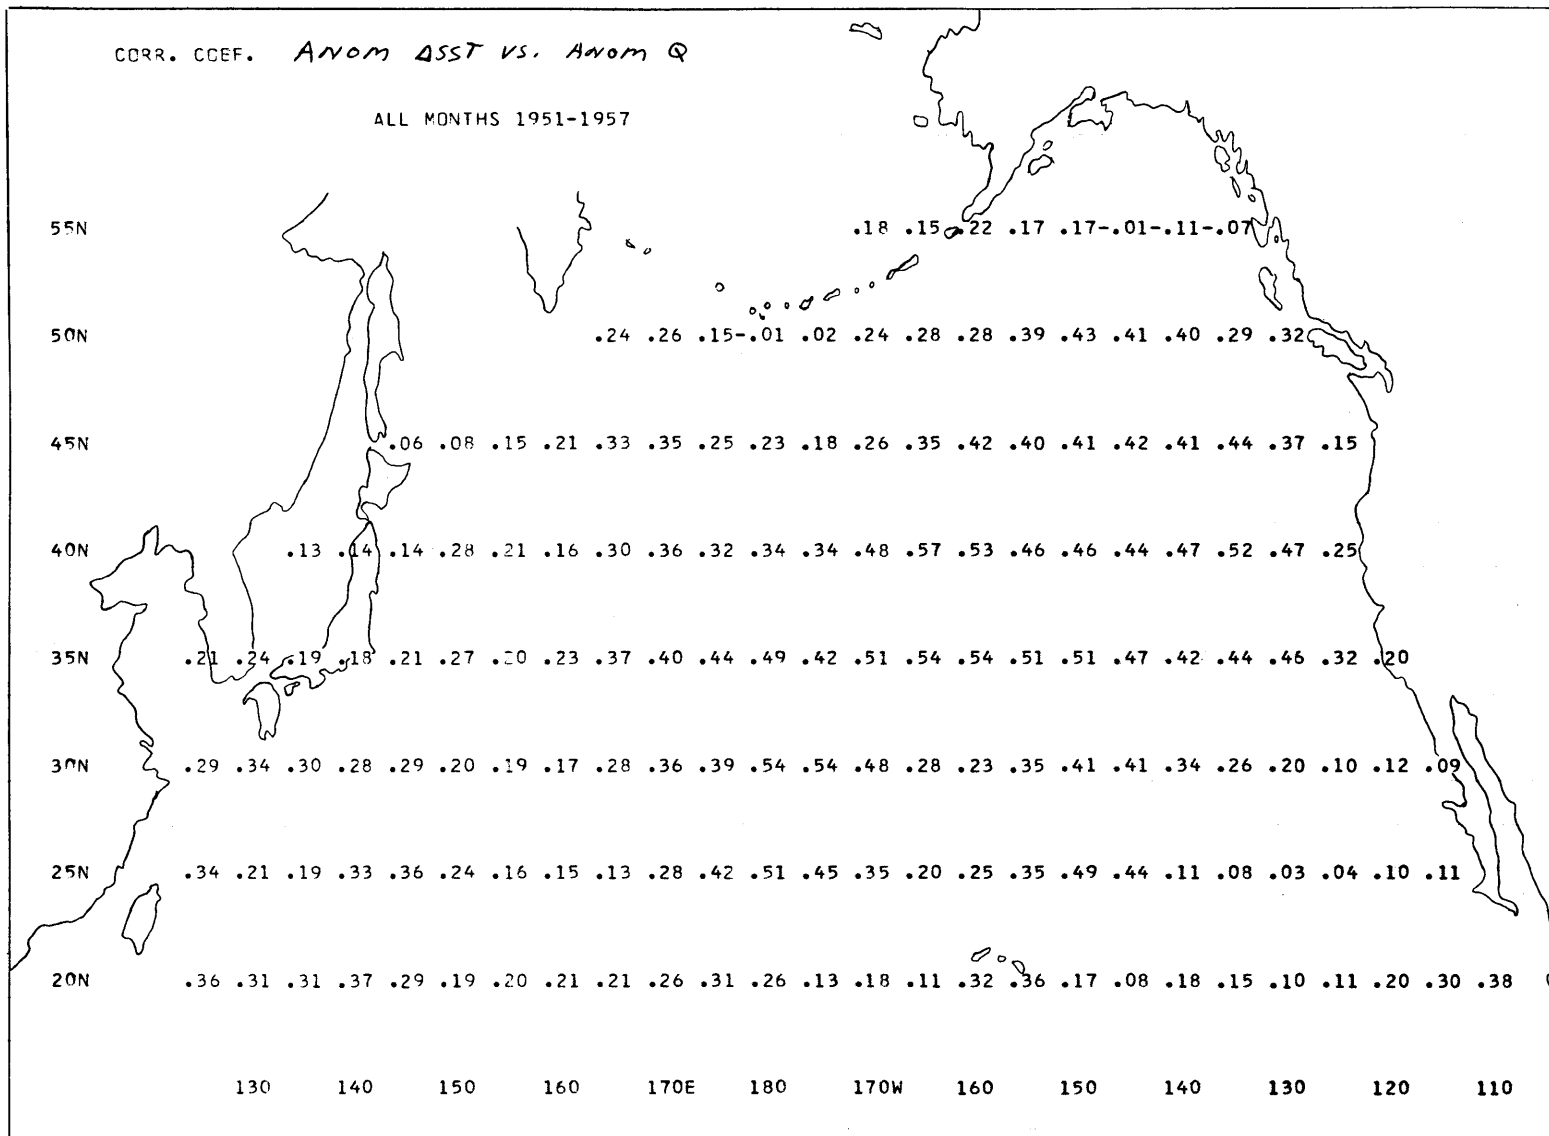 CORR. COEF. ANOM ΔSST VS. ANOM Q
ALL MONTHS 1951-1957
55N .18 .15 .22 .17 .17-.01-.11-.07
50N .24 .26 .15-.01 .02 .24 .28 .28 .39 .43 .41 .40 .29 .32
45N .06 .08 .15 .21 .33 .35 .25 .23 .18 .26 .35 .42 .40 .41 .42 .41 .44 .37 .15
40N .13 .14 .14 .28 .21 .16 .30 .36 .32 .34 .34 .48 .57 .53 .46 .46 .44 .47 .52 .47 .25
35N .21 .24 .19 .18 .21 .27 .20 .23 .37 .40 .44 .49 .42 .51 .54 .54 .51 .51 .47 .42 .44 .46 .32 .20
30N .29 .34 .30 .28 .29 .20 .19 .17 .28 .36 .39 .54 .54 .48 .28 .23 .35 .41 .41 .34 .26 .20 .10 .12 .09
25N .34 .21 .19 .33 .36 .24 .16 .15 .13 .28 .42 .51 .45 .35 .20 .25 .35 .49 .44 .11 .08 .03 .04 .10 .11
20N .36 .31 .31 .37 .29 .19 .20 .21 .21 .26 .31 .26 .13 .18 .11 .32 .36 .17 .08 .18 .15 .10 .11 .20 .30 .38
130 140 150 160 170E 180 170W 160 150 140 130 120 110